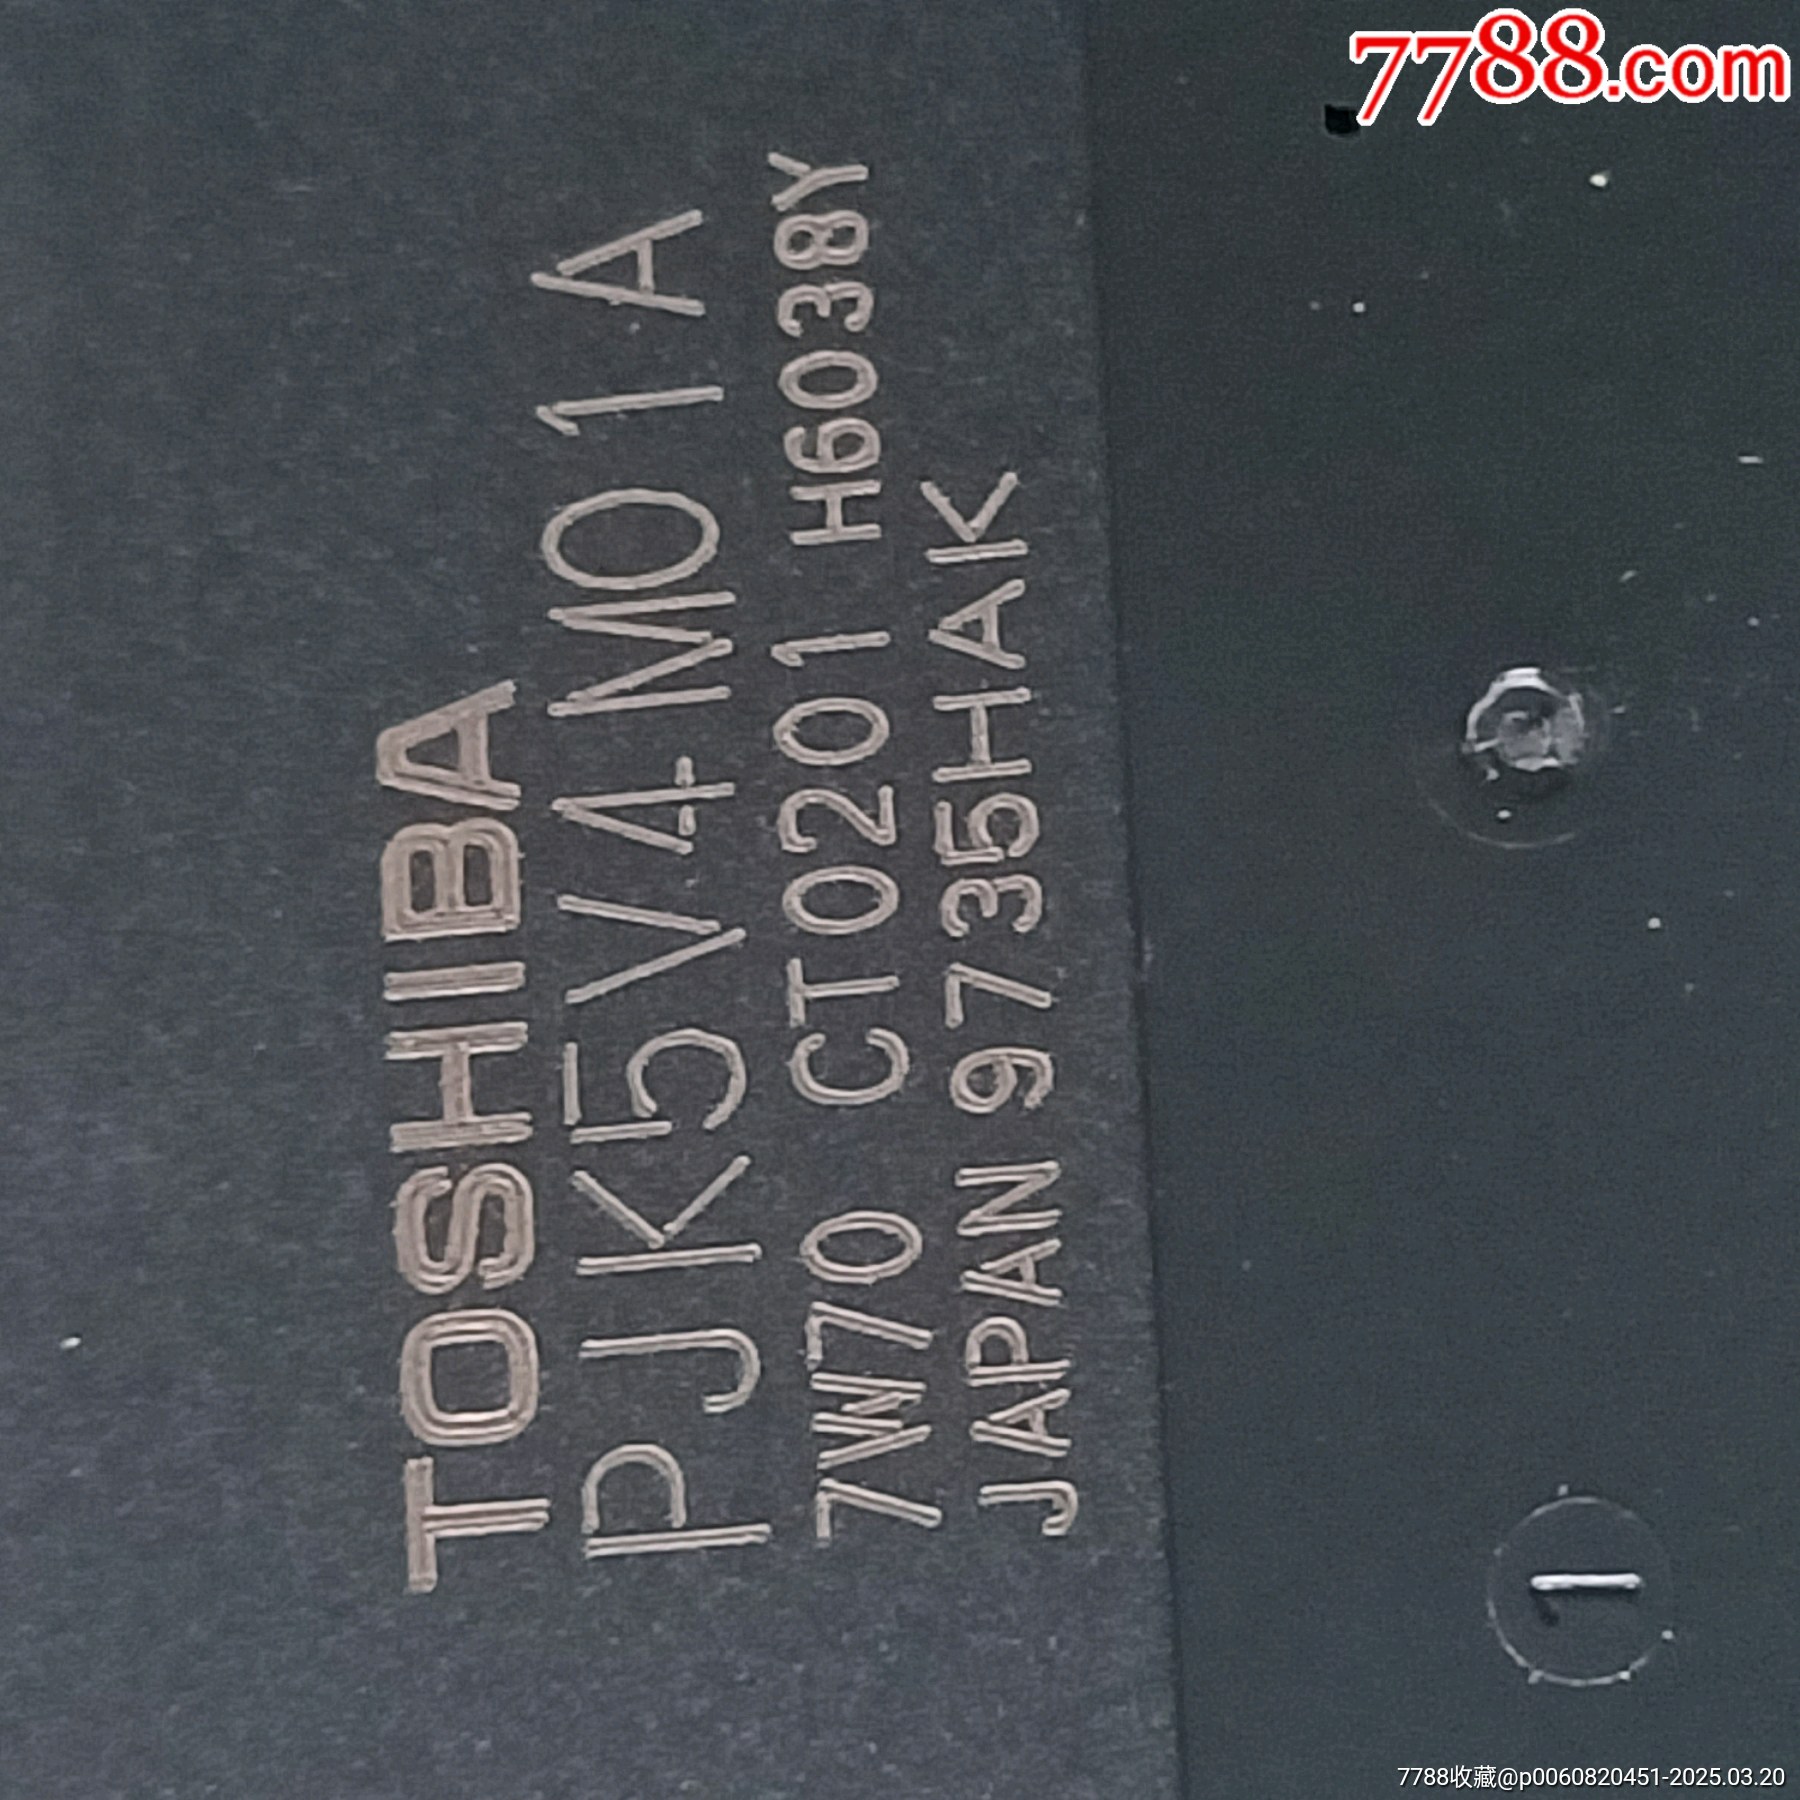 7788.com
TOSHIBA
PJK5V4M01A
7W70 CT0201 H6038Y
JAPAN 9735HAK
1
7788收藏@p0060820451-2025.03.20